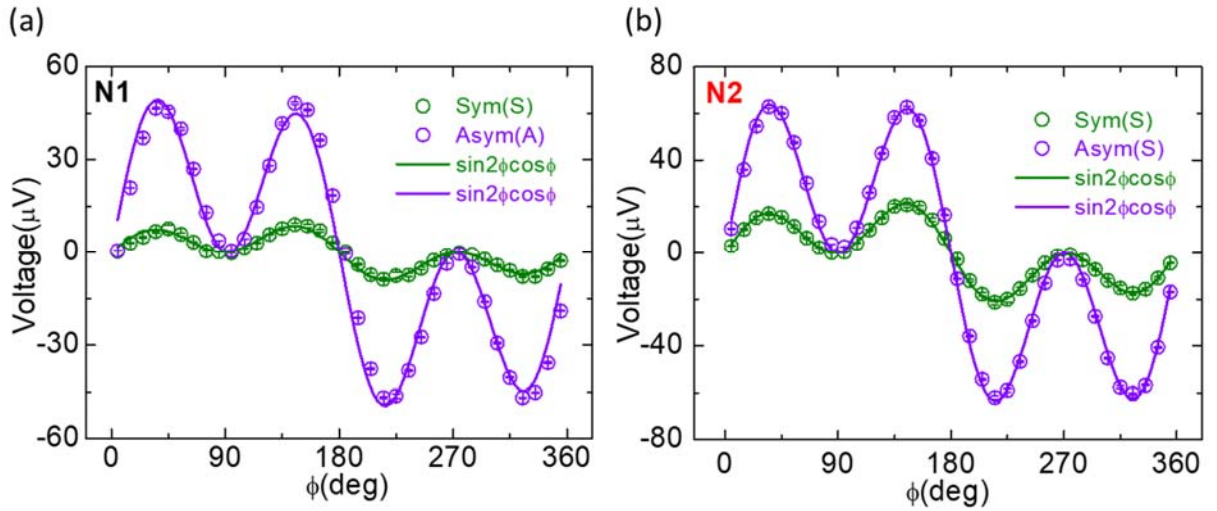 (a)
N1
Sym(S)
Asym(A)
sin2ϕcosϕ
sin2ϕcosϕ
Voltage(μV)
60
30
0
-30
-60
0 90 180 270 360
ϕ(deg)
(b)
N2
Sym(S)
Asym(S)
sin2ϕcosϕ
sin2ϕcosϕ
Voltage(μV)
80
40
0
-40
-80
0 90 180 270 360
ϕ(deg)